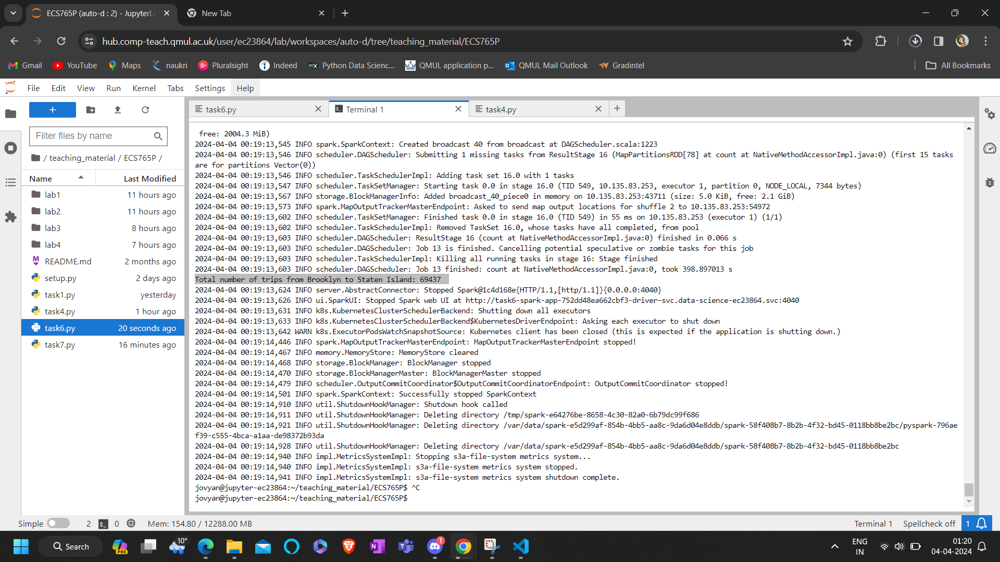 ECS765P (auto-d : 2) - JupyterLa
New Tab
hub.comp-teach.qmul.ac.uk/user/ec23864/lab/workspaces/auto-d/tree/teaching_material/ECS765P
Gmail YouTube Maps naukri Pluralsight Indeed edX Python Data Scienc... QMUL application p... QMUL Mail Outlook Gradintel All Bookmarks
File Edit View Run Kernel Tabs Settings Help
Filter files by name
/ teaching_material / ECS765P /
Name Last Modified
lab1 11 hours ago
lab2 11 hours ago
lab3 8 hours ago
lab4 7 hours ago
README.md 2 months ago
setup.py 2 days ago
task1.py yesterday
task4.py 1 hour ago
task6.py 20 seconds ago
task7.py 16 minutes ago
task6.py Terminal 1 task4.py
free: 2004.3 MiB)
2024-04-04 00:19:13,545 INFO spark.SparkContext: Created broadcast 40 from broadcast at DAGScheduler.scala:1223
2024-04-04 00:19:13,546 INFO scheduler.DAGScheduler: Submitting 1 missing tasks from ResultStage 16 (MapPartitionsRDD[78] at count at NativeMethodAccessorImpl.java:0) (first 15 tasks
are for partitions Vector(0))
2024-04-04 00:19:13,546 INFO scheduler.TaskSchedulerImpl: Adding task set 16.0 with 1 tasks
2024-04-04 00:19:13,547 INFO scheduler.TaskSetManager: Starting task 0.0 in stage 16.0 (TID 549, 10.135.83.253, executor 1, partition 0, NODE_LOCAL, 7344 bytes)
2024-04-04 00:19:13,567 INFO storage.BlockManagerInfo: Added broadcast_40_piece0 in memory on 10.135.83.253:43711 (size: 5.0 KiB, free: 2.1 GiB)
2024-04-04 00:19:13,573 INFO spark.MapOutputTrackerMasterEndpoint: Asked to send map output locations for shuffle 2 to 10.135.83.253:54972
2024-04-04 00:19:13,602 INFO scheduler.TaskSetManager: Finished task 0.0 in stage 16.0 (TID 549) in 55 ms on 10.135.83.253 (executor 1) (1/1)
2024-04-04 00:19:13,602 INFO scheduler.TaskSchedulerImpl: Removed TaskSet 16.0, whose tasks have all completed, from pool
2024-04-04 00:19:13,603 INFO scheduler.DAGScheduler: ResultStage 16 (count at NativeMethodAccessorImpl.java:0) finished in 0.066 s
2024-04-04 00:19:13,603 INFO scheduler.DAGScheduler: Job 13 is finished. Cancelling potential speculative or zombie tasks for this job
2024-04-04 00:19:13,603 INFO scheduler.TaskSchedulerImpl: Killing all running tasks in stage 16: Stage finished
2024-04-04 00:19:13,603 INFO scheduler.DAGScheduler: Job 13 finished: count at NativeMethodAccessorImpl.java:0, took 398.897013 s
Total number of trips from Brooklyn to Staten Island: 69437
2024-04-04 00:19:13,624 INFO server.AbstractConnector: Stopped Spark@1c4d168e{HTTP/1.1,[http/1.1]}{0.0.0.0:4040}
2024-04-04 00:19:13,626 INFO ui.SparkUI: Stopped Spark web UI at http://task6-spark-app-752dd48ea662cbf3-driver-svc.data-science-ec23864.svc:4040
2024-04-04 00:19:13,631 INFO k8s.KubernetesClusterSchedulerBackend: Shutting down all executors
2024-04-04 00:19:13,633 INFO k8s.KubernetesClusterSchedulerBackend$KubernetesDriverEndpoint: Asking each executor to shut down
2024-04-04 00:19:13,642 WARN k8s.ExecutorPodsWatchSnapshotSource: Kubernetes client has been closed (this is expected if the application is shutting down.)
2024-04-04 00:19:14,446 INFO spark.MapOutputTrackerMasterEndpoint: MapOutputTrackerMasterEndpoint stopped!
2024-04-04 00:19:14,467 INFO memory.MemoryStore: MemoryStore cleared
2024-04-04 00:19:14,468 INFO storage.BlockManager: BlockManager stopped
2024-04-04 00:19:14,470 INFO storage.BlockManagerMaster: BlockManagerMaster stopped
2024-04-04 00:19:14,479 INFO scheduler.OutputCommitCoordinator$OutputCommitCoordinatorEndpoint: OutputCommitCoordinator stopped!
2024-04-04 00:19:14,501 INFO spark.SparkContext: Successfully stopped SparkContext
2024-04-04 00:19:14,910 INFO util.ShutdownHookManager: Shutdown hook called
2024-04-04 00:19:14,911 INFO util.ShutdownHookManager: Deleting directory /tmp/spark-e64276be-8658-4c30-82a0-6b79dc99f686
2024-04-04 00:19:14,921 INFO util.ShutdownHookManager: Deleting directory /var/data/spark-e5d299af-854b-4bb5-aa8c-9da6d04e8ddb/spark-58f408b7-8b2b-4f32-bd45-0118bb8be2bc/pyspark-796ae
f39-c555-4bca-a1aa-de98372b93da
2024-04-04 00:19:14,928 INFO util.ShutdownHookManager: Deleting directory /var/data/spark-e5d299af-854b-4bb5-aa8c-9da6d04e8ddb/spark-58f408b7-8b2b-4f32-bd45-0118bb8be2bc
2024-04-04 00:19:14,940 INFO impl.MetricsSystemImpl: Stopping s3a-file-system metrics system...
2024-04-04 00:19:14,940 INFO impl.MetricsSystemImpl: s3a-file-system metrics system stopped.
2024-04-04 00:19:14,941 INFO impl.MetricsSystemImpl: s3a-file-system metrics system shutdown complete.
jovyan@jupyter-ec23864:~/teaching_material/ECS765P$ ^C
jovyan@jupyter-ec23864:~/teaching_material/ECS765P$
Simple 2 $_ 0 Mem: 154.80 / 12288.00 MB Terminal 1 Spellcheck off 1
Search PRE 10° 1 ENG
IN
01:20
04-04-2024